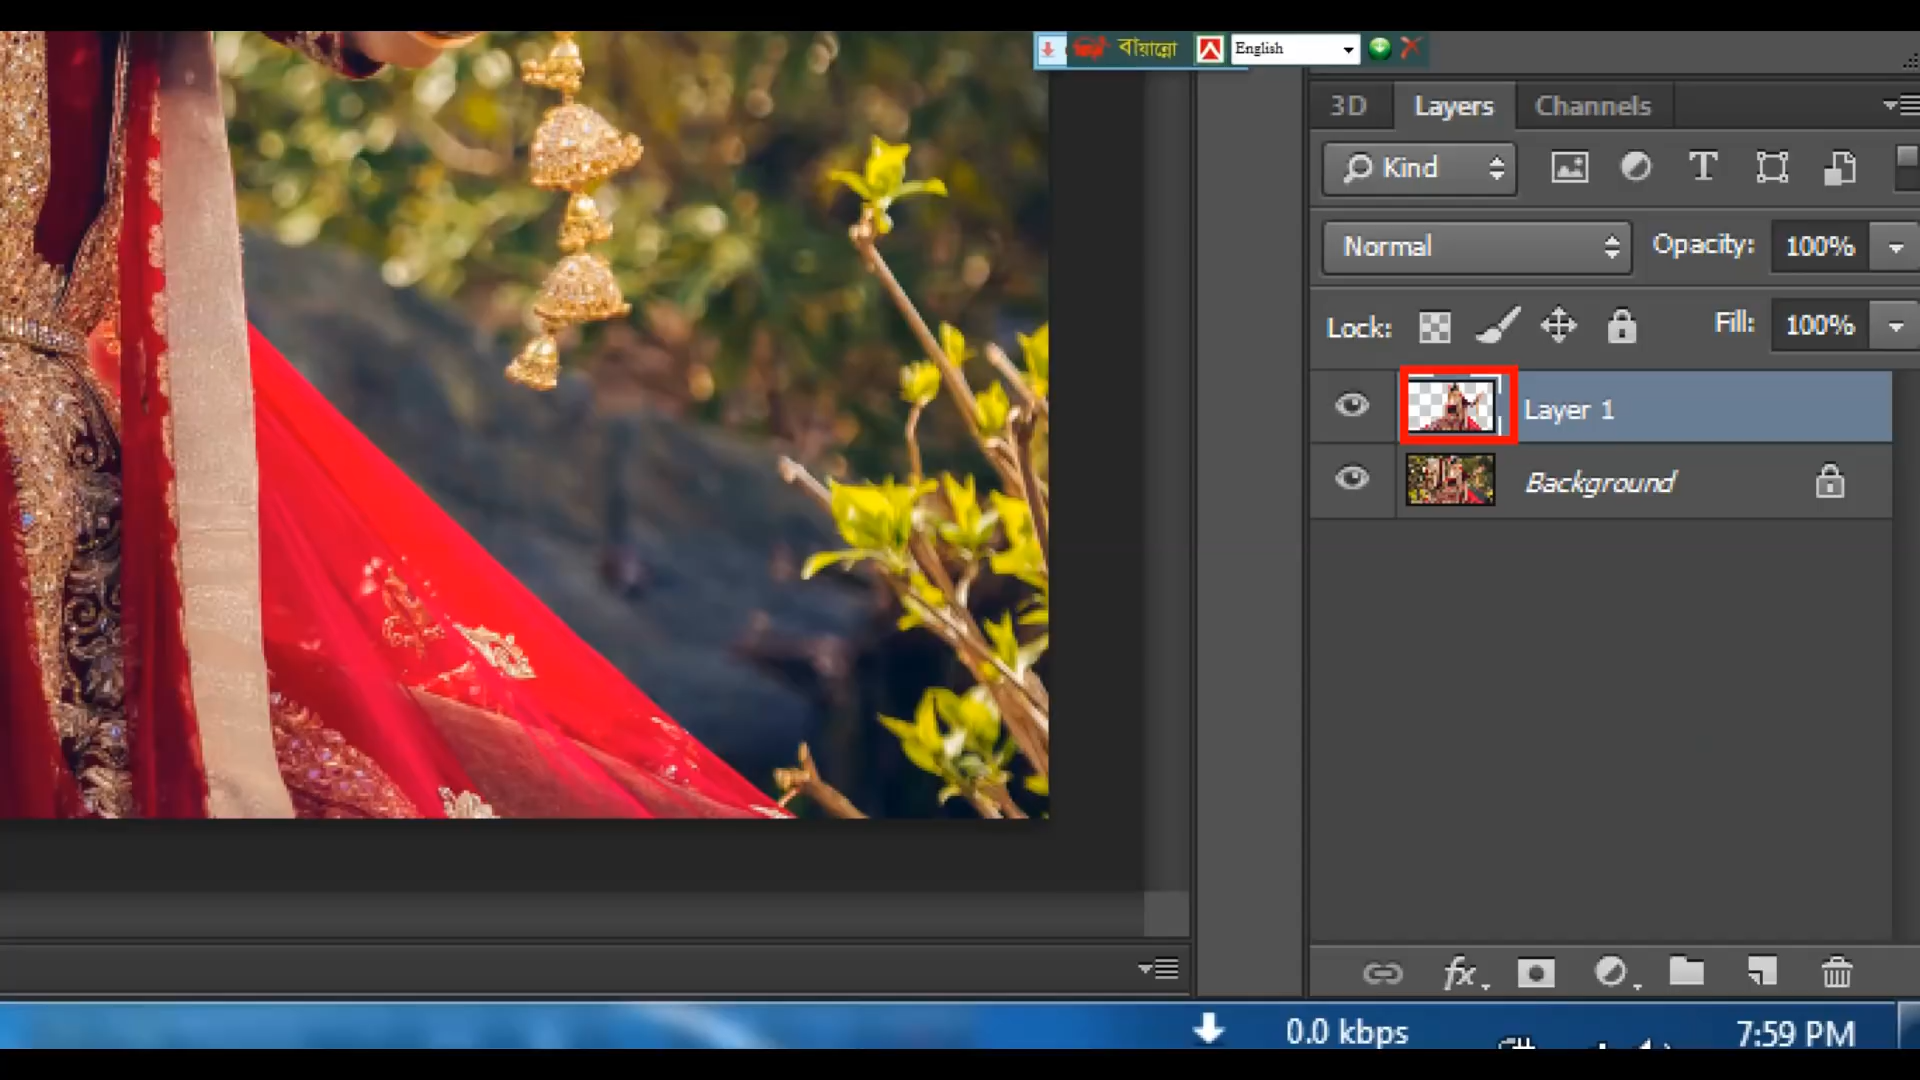 বায়ান্নো English
3D Layers Channels
Kind T
Normal Opacity: 100%
Lock: Fill: 100%
Layer 1
Background
fx
0.0 kbps 7:59 PM